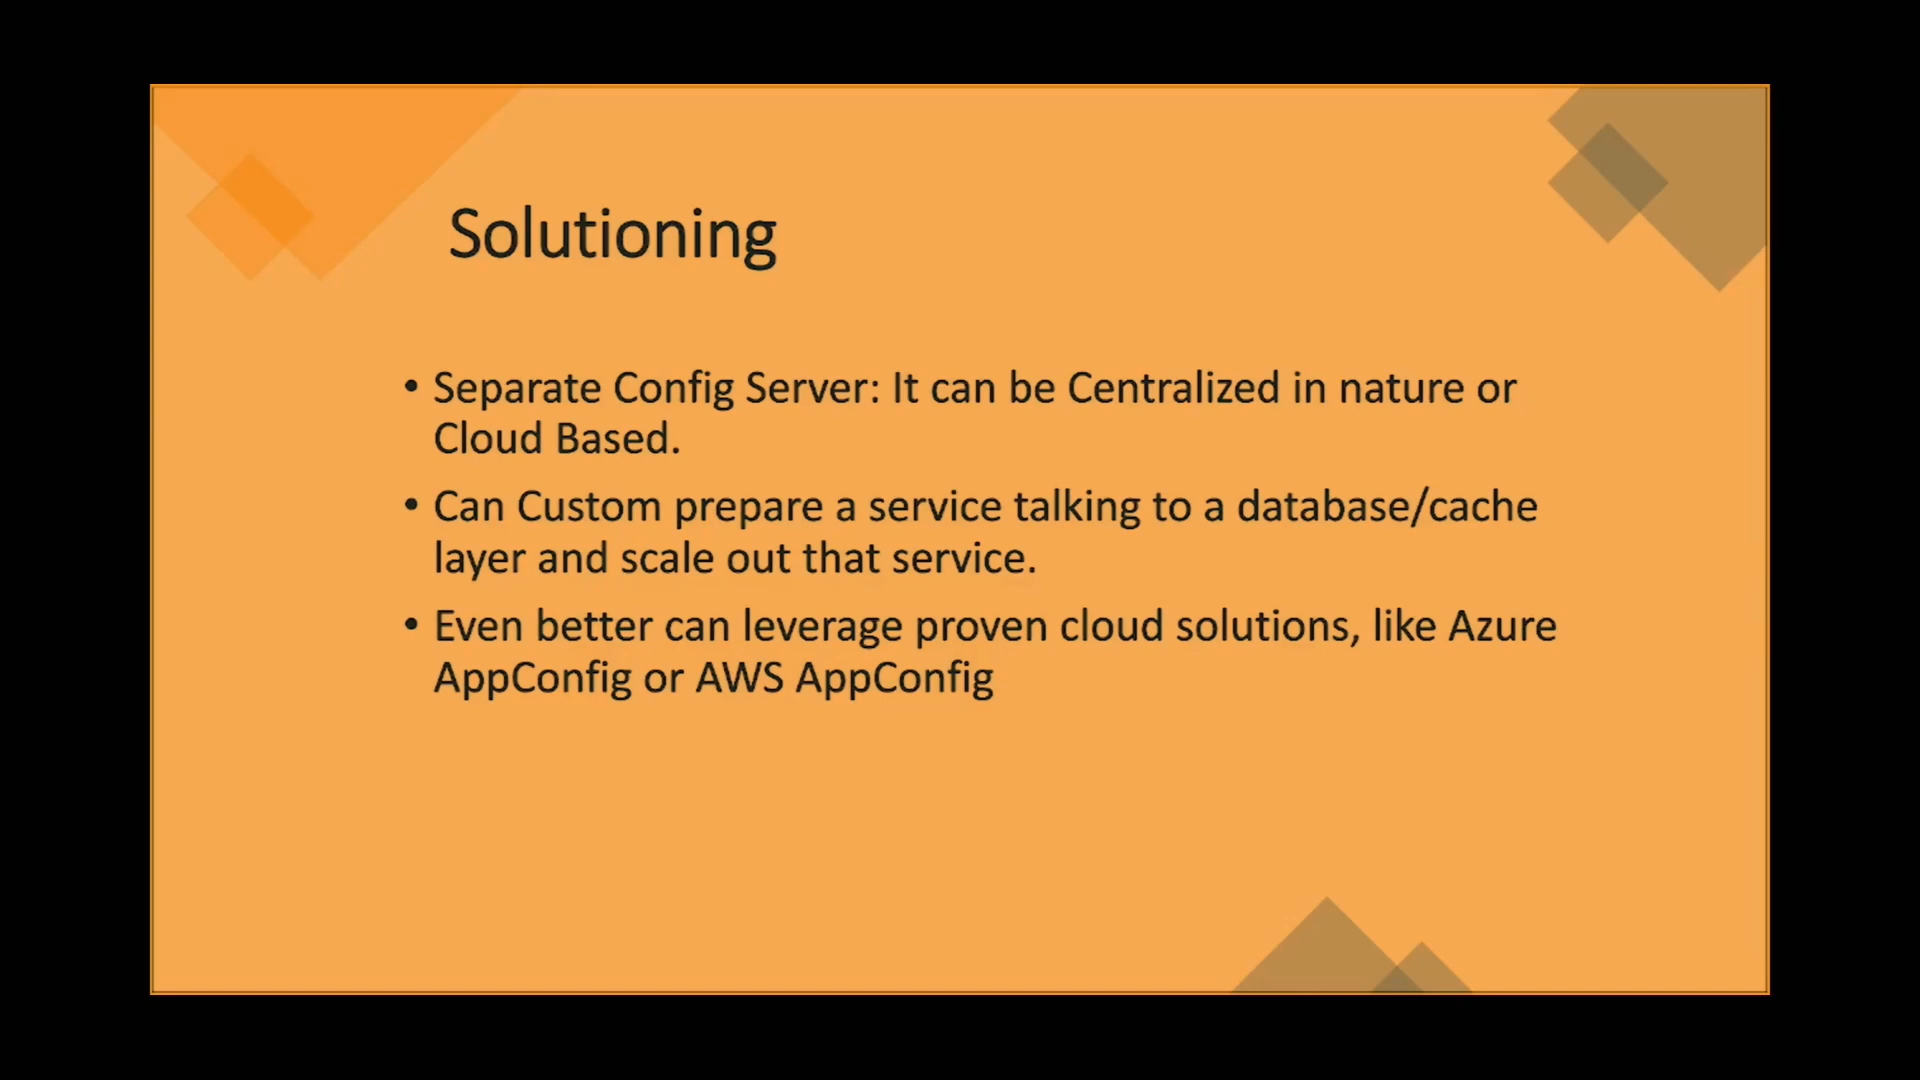 Solutioning
• Separate Config Server: It can be Centralized in nature or
Cloud Based.
• Can Custom prepare a service talking to a database/cache
layer and scale out that service.
• Even better can leverage proven cloud solutions, like Azure
AppConfig or AWS AppConfig